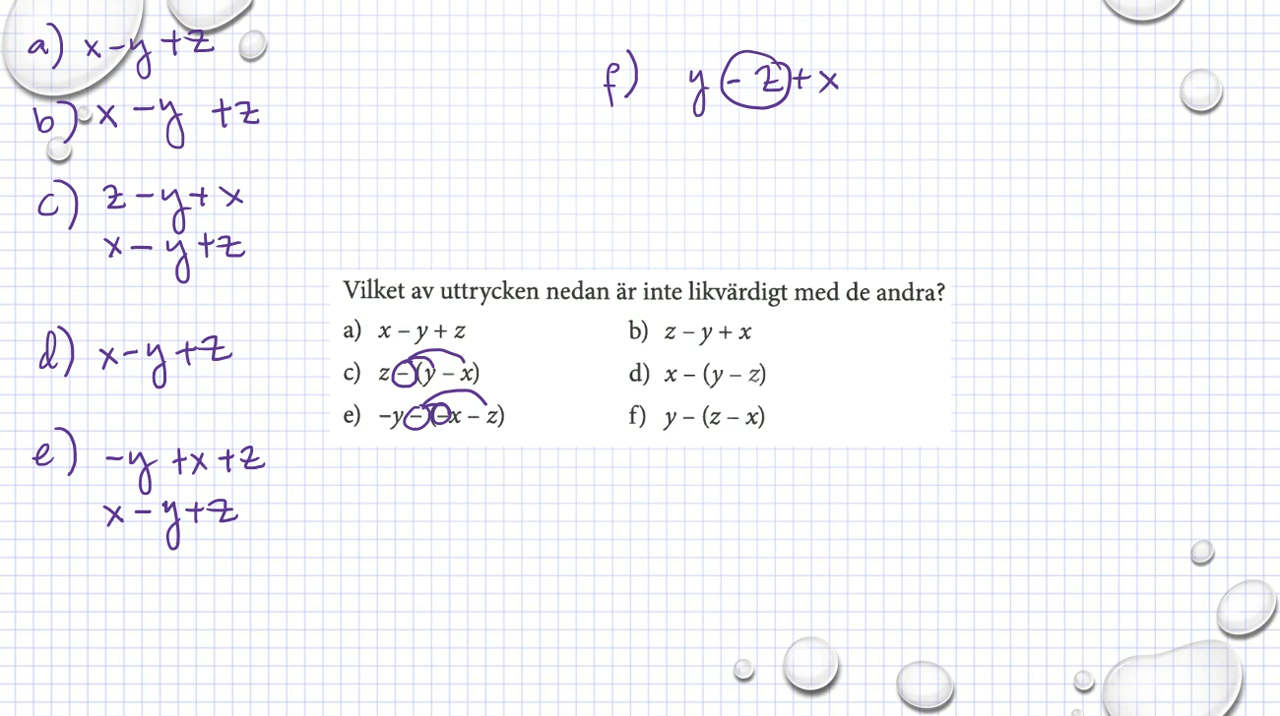 a) x - y + z
b) x - y + z
c) z - y + x
x - y + z
d) x - y + z
e) - y + x + z
x - y + z
f) y - z + x
Vilket av uttrycken nedan är inte likvärdigt med de andra?
a) x – y + z
b) z – y + x
c) z – (y – x)
d) x – (y – z)
e) –y – (–x – z)
f) y – (z – x)